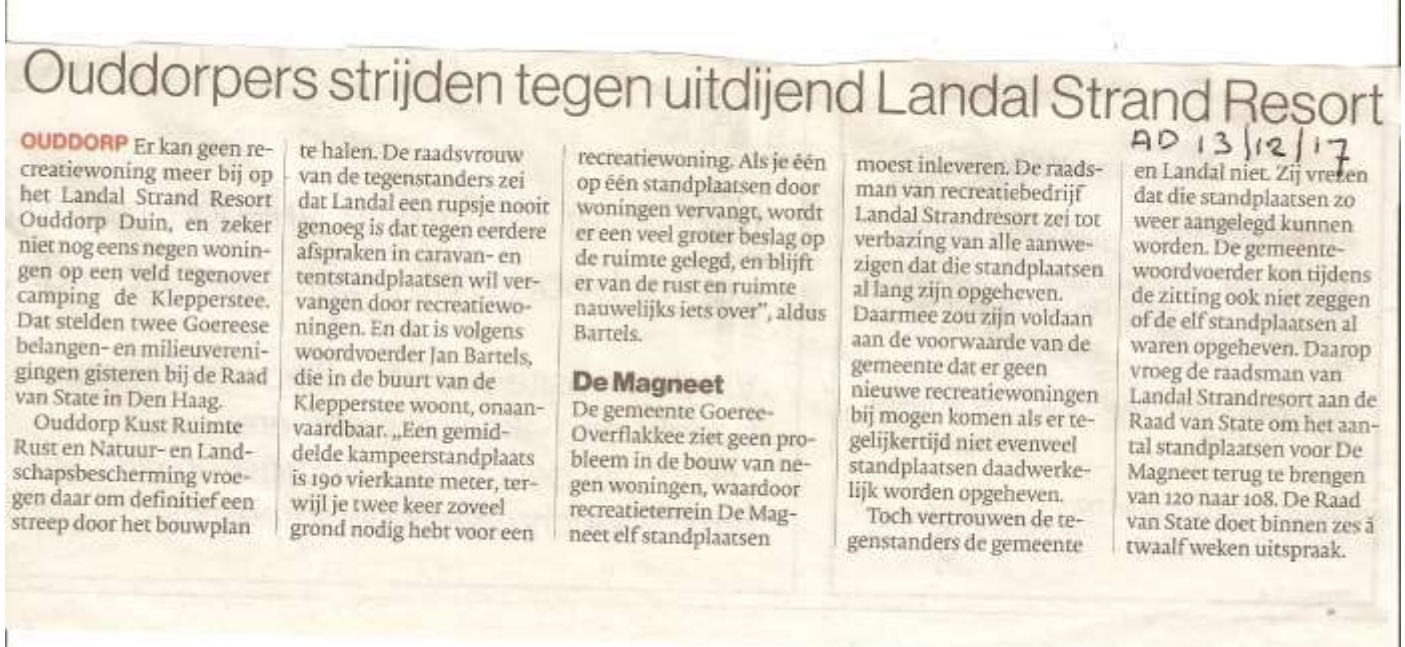 Ouddorpers strijden tegen uitdijend Landal Strand Resort
AD 13/12/17
OUDDORP Er kan geen re-
creatiewoning meer bij op
het Landal Strand Resort
Ouddorp Duin, en zeker
niet nog eens negen wonin-
gen op een veld tegenover
camping de Klepperstee.
Dat stelden twee Goereese
belangen- en milieuvereni-
gingen gisteren bij de Raad
van State in Den Haag.
Ouddorp Kust Ruimte
Rust en Natuur- en Land-
schapsbescherming vroe-
gen daar om definitief een
streep door het bouwplan
te halen. De raadsvrouw
van de tegenstanders zei
dat Landal een rupsje nooit
genoeg is dat tegen eerdere
afspraken in caravan- en
tentstandplaatsen wil ver-
vangen door recreatiewo-
ningen. En dat is volgens
woordvoerder Jan Bartels,
die in de buurt van de
Klepperstee woont, onaan-
vaardbaar. „Een gemid-
delde kampeerstandplaats
is 190 vierkante meter, ter-
wijl je twee keer zoveel
grond nodig hebt voor een
recreatiewoning. Als je één
op één standplaatsen door
woningen vervangt, wordt
er een veel groter beslag op
de ruimte gelegd, en blijft
er van de rust en ruimte
nauwelijks iets over”, aldus
Bartels.
De Magneet
De gemeente Goeree-
Overflakkee ziet geen pro-
bleem in de bouw van ne-
gen woningen, waardoor
recreatieterrein De Mag-
neet elf standplaatsen
moest inleveren. De raads-
man van recreatiebedrijf
Landal Strandresort zei tot
verbazing van alle aanwe-
zigen dat die standplaatsen
al lang zijn opgeheven.
Daarmee zou zijn voldaan
aan de voorwaarde van de
gemeente dat er geen
nieuwe recreatiewoningen
bij mogen komen als er te-
gelijkertijd niet evenveel
standplaatsen daadwerke-
lijk worden opgeheven.
Toch vertrouwen de te-
genstanders de gemeente
en Landal niet. Zij vrezen
dat die standplaatsen zo
weer aangelegd kunnen
worden. De gemeente-
woordvoerder kon tijdens
de zitting ook niet zeggen
of de elf standplaatsen al
waren opgeheven. Daarop
vroeg de raadsman van
Landal Strandresort aan de
Raad van State om het aan-
tal standplaatsen voor De
Magneet terug te brengen
van 120 naar 108. De Raad
van State doet binnen zes à
twaalf weken uitspraak.